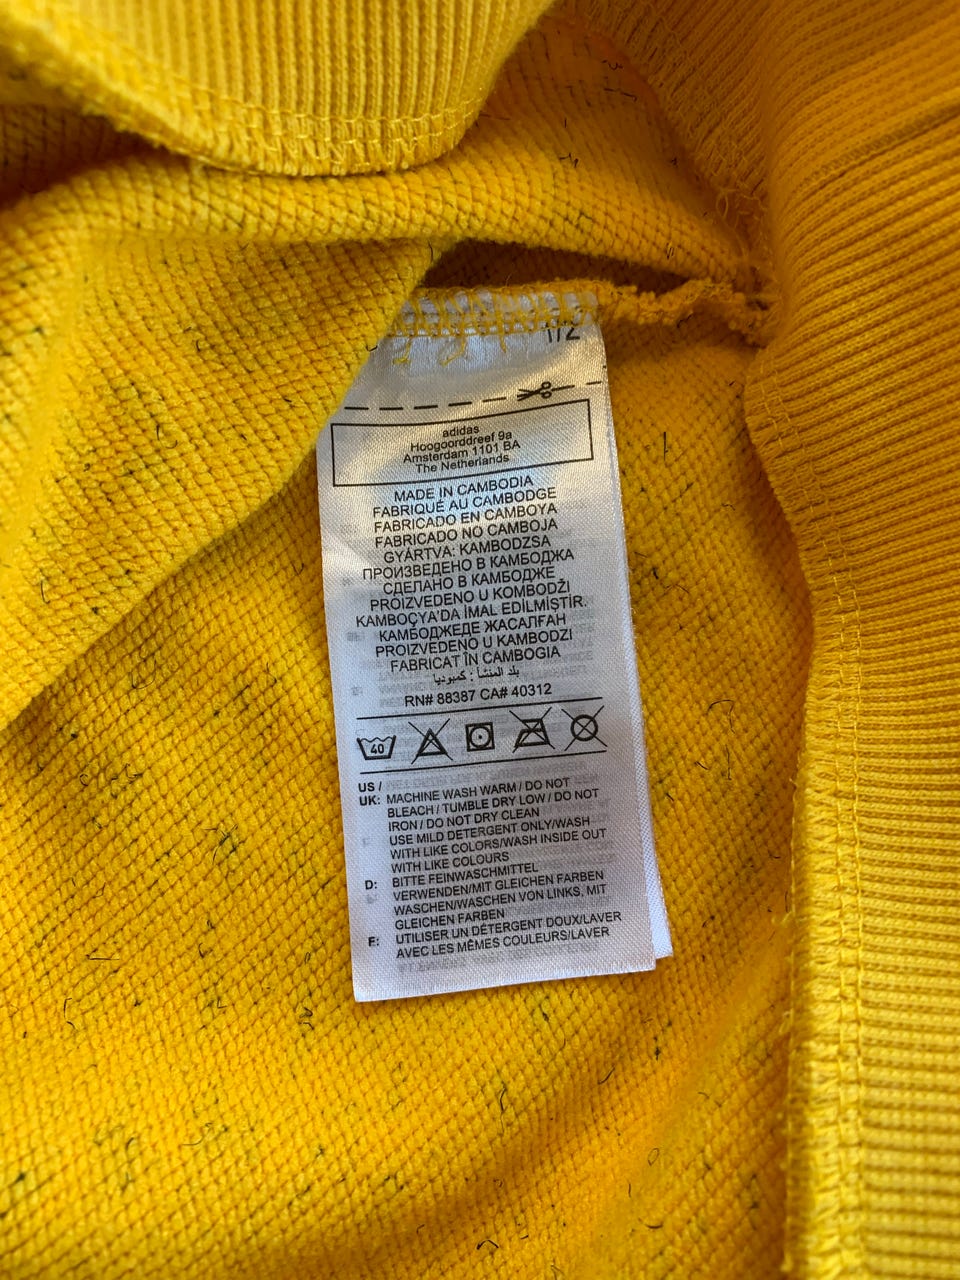 1/2
adidas
Hoogoorddreef 9a
Amsterdam 1101 BA
The Netherlands
MADE IN CAMBODIA
FABRIQUÉ AU CAMBODGE
FABRICADO EN CAMBOYA
FABRICADO NO CAMBOJA
GYÁRTVA: KAMBODZSA
ПРОИЗВЕДЕНО В КАМБОДЖА
СДЕЛАНО В КАМБОДЖЕ
PROIZVEDENO U KOMBODŽI
KAMBOÇYA'DA İMAL EDİLMİŞTİR.
КАМБОДЖЕДЕ ЖАСАЛҒАН
PROIZVEDENO U KAMBODZI
FABRICAT ÎN CAMBOGIA
بلد المنشأ : كمبوديا
RN# 88387 CA# 40312
40
US /
UK: MACHINE WASH WARM / DO NOT
BLEACH / TUMBLE DRY LOW / DO NOT
IRON / DO NOT DRY CLEAN
USE MILD DETERGENT ONLY/WASH
WITH LIKE COLORS/WASH INSIDE OUT
WITH LIKE COLOURS
D: BITTE FEINWASCHMITTEL
VERWENDEN/MIT GLEICHEN FARBEN
WASCHEN/WASCHEN VON LINKS, MIT
GLEICHEN FARBEN
F: UTILISER UN DÉTERGENT DOUX/LAVER
AVEC LES MÊMES COULEURS/LAVER